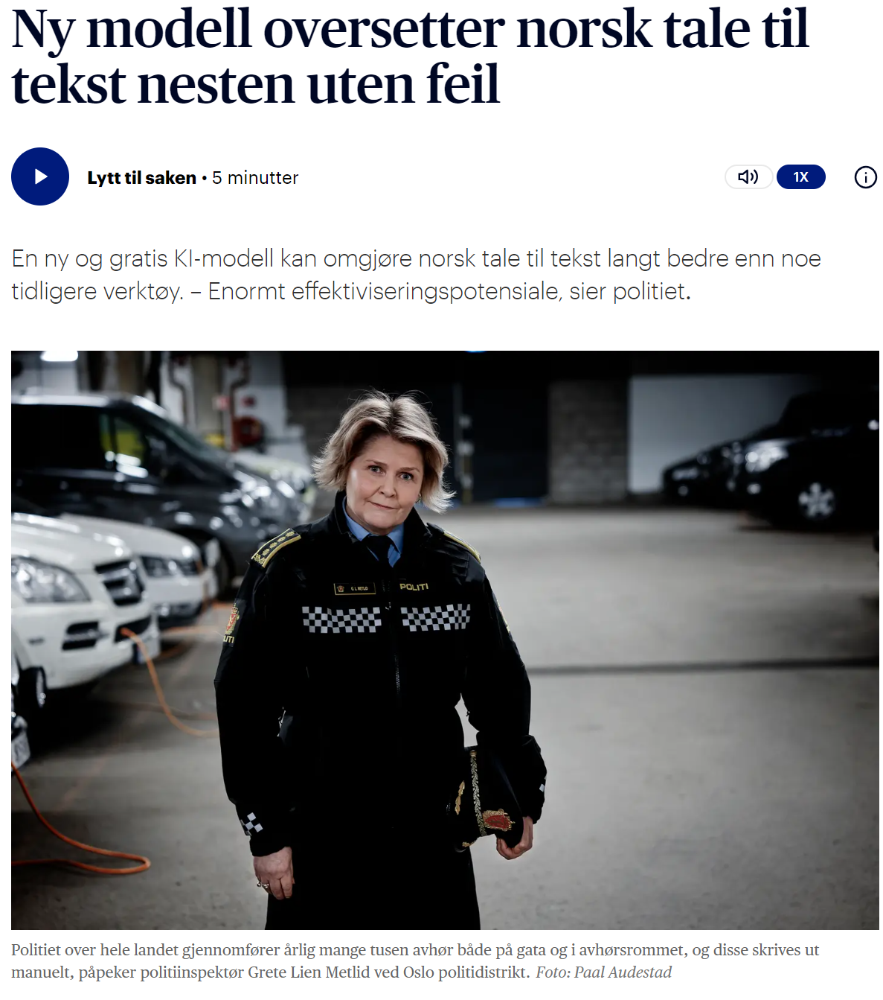 Ny modell oversetter norsk tale til
tekst nesten uten feil
Lytt til saken • 5 minutter
1X
En ny og gratis KI-modell kan omgjøre norsk tale til tekst langt bedre enn noe
tidligere verktøy. – Enormt effektiviseringspotensiale, sier politiet.
G. L. METLID
POLITI
UTI
Politiet over hele landet gjennomfører årlig mange tusen avhør både på gata og i avhørsrommet, og disse skrives ut
manuelt, påpeker politiinspektør Grete Lien Metlid ved Oslo politidistrikt. Foto: Paal Audestad